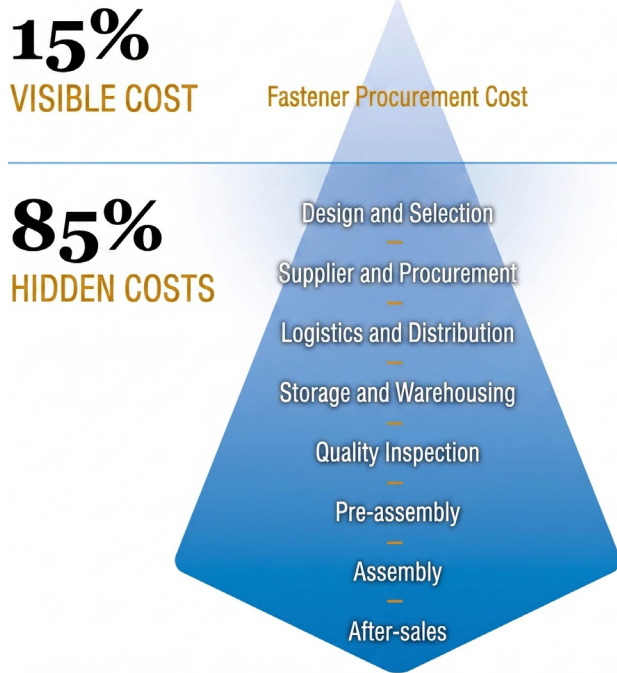 15%
VISIBLE COST
Fastener Procurement Cost
85%
HIDDEN COSTS
Design and Selection
Supplier and Procurement
Logistics and Distribution
Storage and Warehousing
Quality Inspection
Pre-assembly
Assembly
After-sales